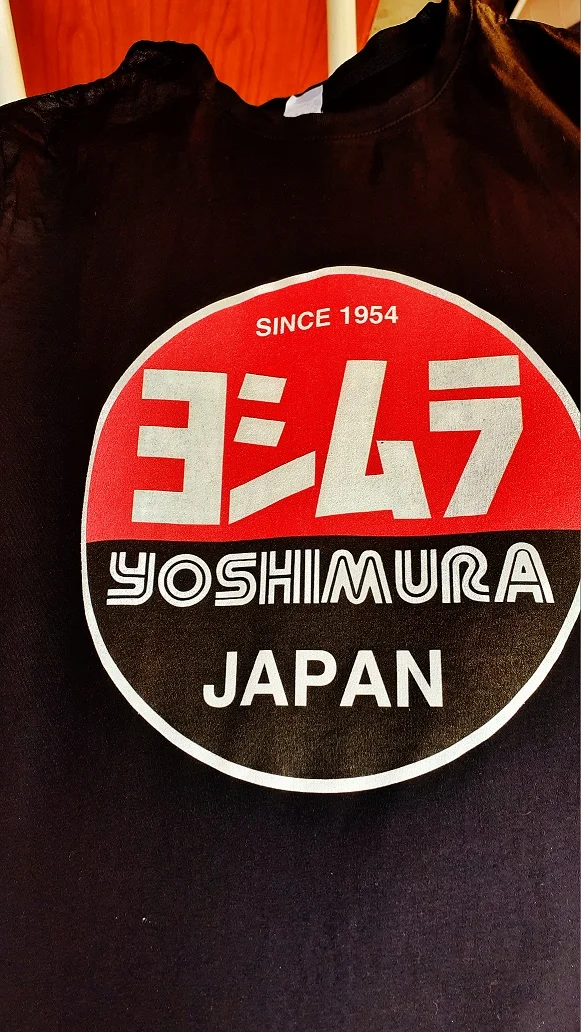 SINCE 1954
ヨシムラ
YOSHIMURA
JAPAN